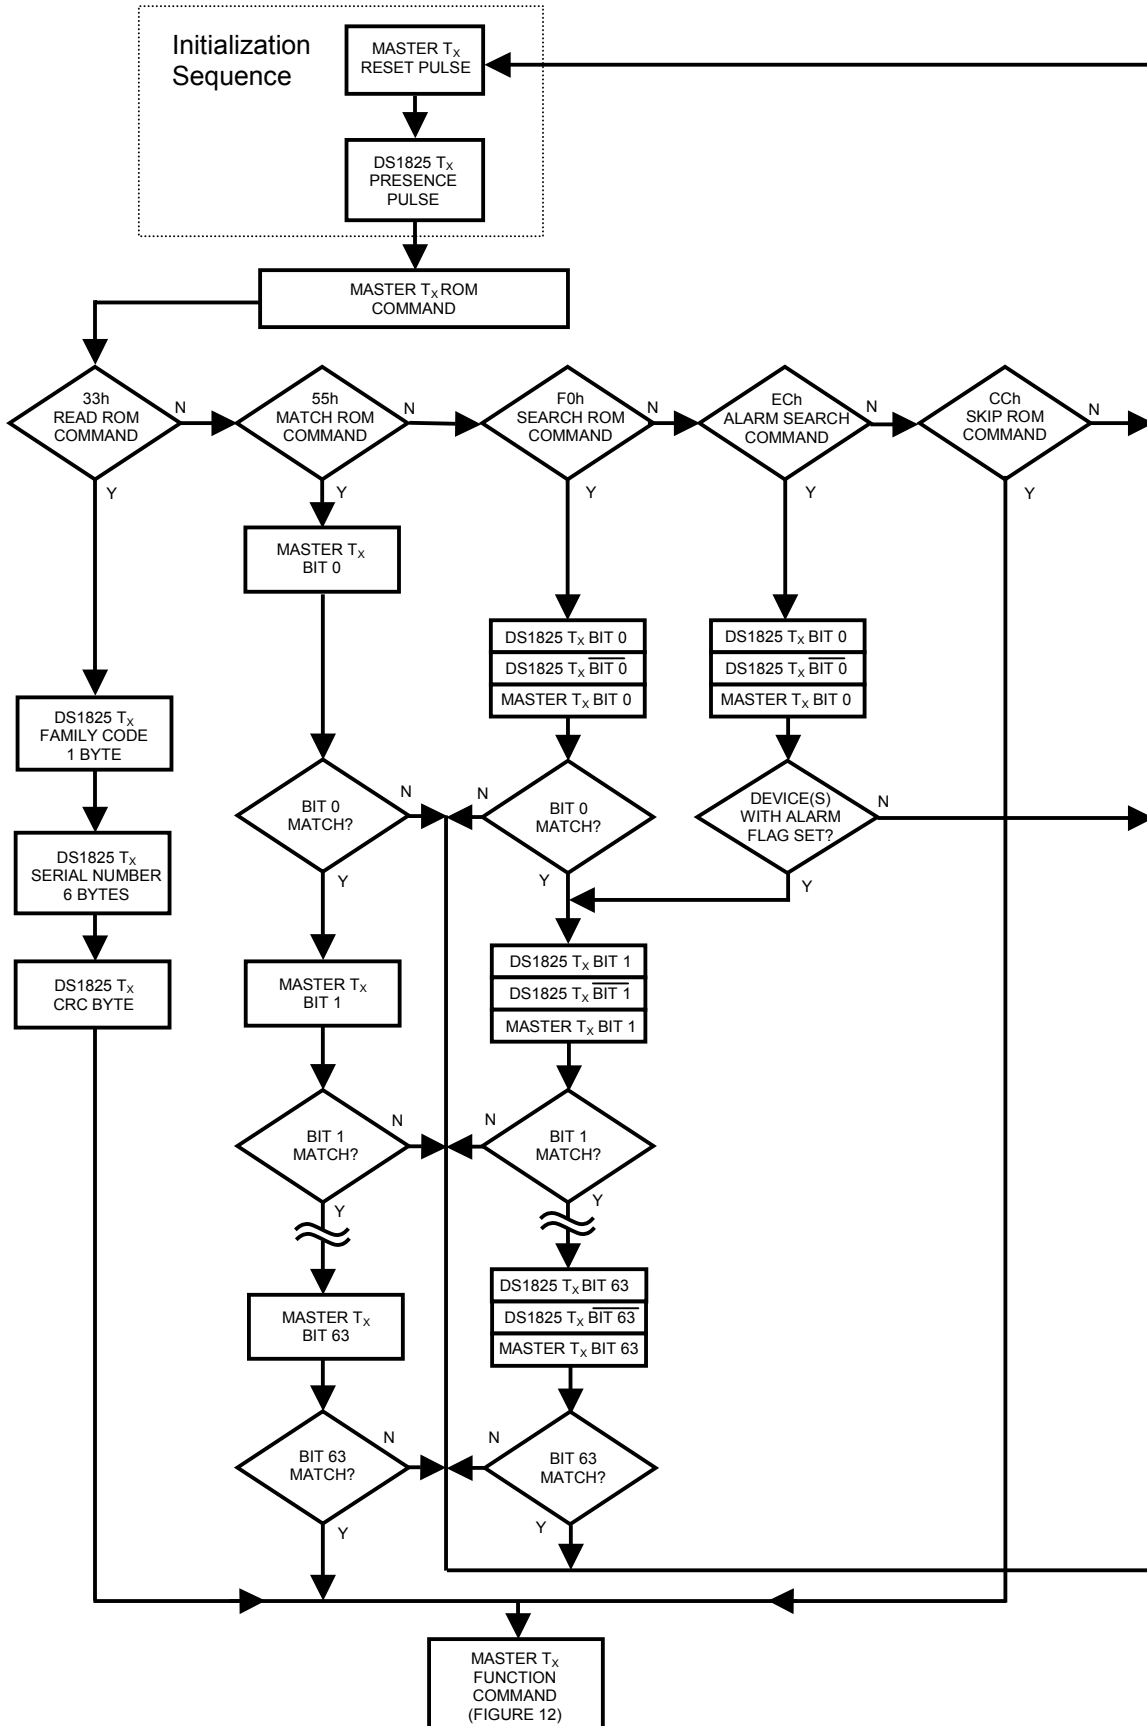 Initialization
Sequence
MASTER TX
RESET PULSE
DS1825 TX
PRESENCE
PULSE
MASTER TX ROM
COMMAND
33h
READ ROM
COMMAND
N
Y
55h
MATCH ROM
COMMAND
N
Y
F0h
SEARCH ROM
COMMAND
N
Y
ECh
ALARM SEARCH
COMMAND
N
Y
CCh
SKIP ROM
COMMAND
N
Y
MASTER TX
BIT 0
DS1825 TX BIT 0
DS1825 TX BIT 0
MASTER TX BIT 0
DS1825 TX BIT 0
DS1825 TX BIT 0
MASTER TX BIT 0
DS1825 TX
FAMILY CODE
1 BYTE
BIT 0
MATCH?
N
Y
N
BIT 0
MATCH?
Y
DEVICE(S)
WITH ALARM
FLAG SET?
N
Y
DS1825 TX
SERIAL NUMBER
6 BYTES
DS1825 TX
CRC BYTE
MASTER TX
BIT 1
DS1825 TX BIT 1
DS1825 TX BIT 1
MASTER TX BIT 1
BIT 1
MATCH?
N
Y
N
BIT 1
MATCH?
Y
MASTER TX
BIT 63
DS1825 TX BIT 63
DS1825 TX BIT 63
MASTER TX BIT 63
BIT 63
MATCH?
N
Y
N
BIT 63
MATCH?
Y
MASTER TX
FUNCTION
COMMAND
(FIGURE 12)